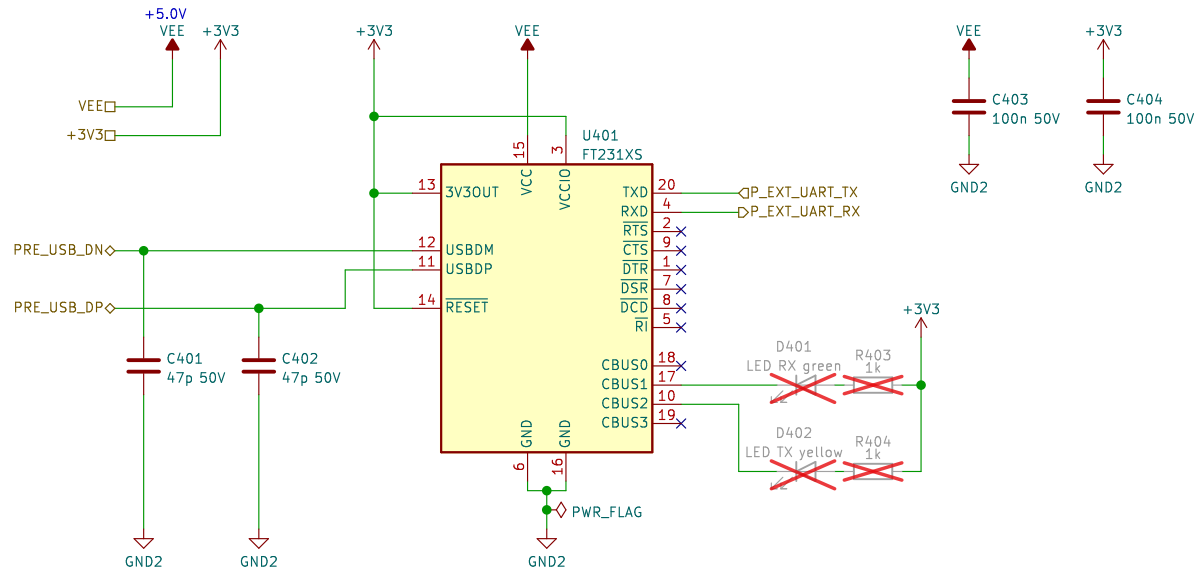 +5.0V
VEE
+3V3
+3V3
VEE
VEE
+3V3
VEE
+3V3
C403
100n 50V
C404
100n 50V
GND2
GND2
U401
FT231XS
15
3
VCC
VCCIO
13
3V3OUT
TXD
20
P_EXT_UART_TX
RXD
4
P_EXT_UART_RX
RTS
2
PRE_USB_DN
12
USBDM
CTS
9
11
USBDP
DTR
1
DSR
7
PRE_USB_DP
14
RESET
DCD
8
RI
5
+3V3
C401
47p 50V
C402
47p 50V
CBUS0
18
CBUS1
17
CBUS2
10
CBUS3
19
D401
LED RX green
R403
1k
D402
LED TX yellow
R404
1k
GND
GND
6
16
PWR_FLAG
GND2
GND2
GND2